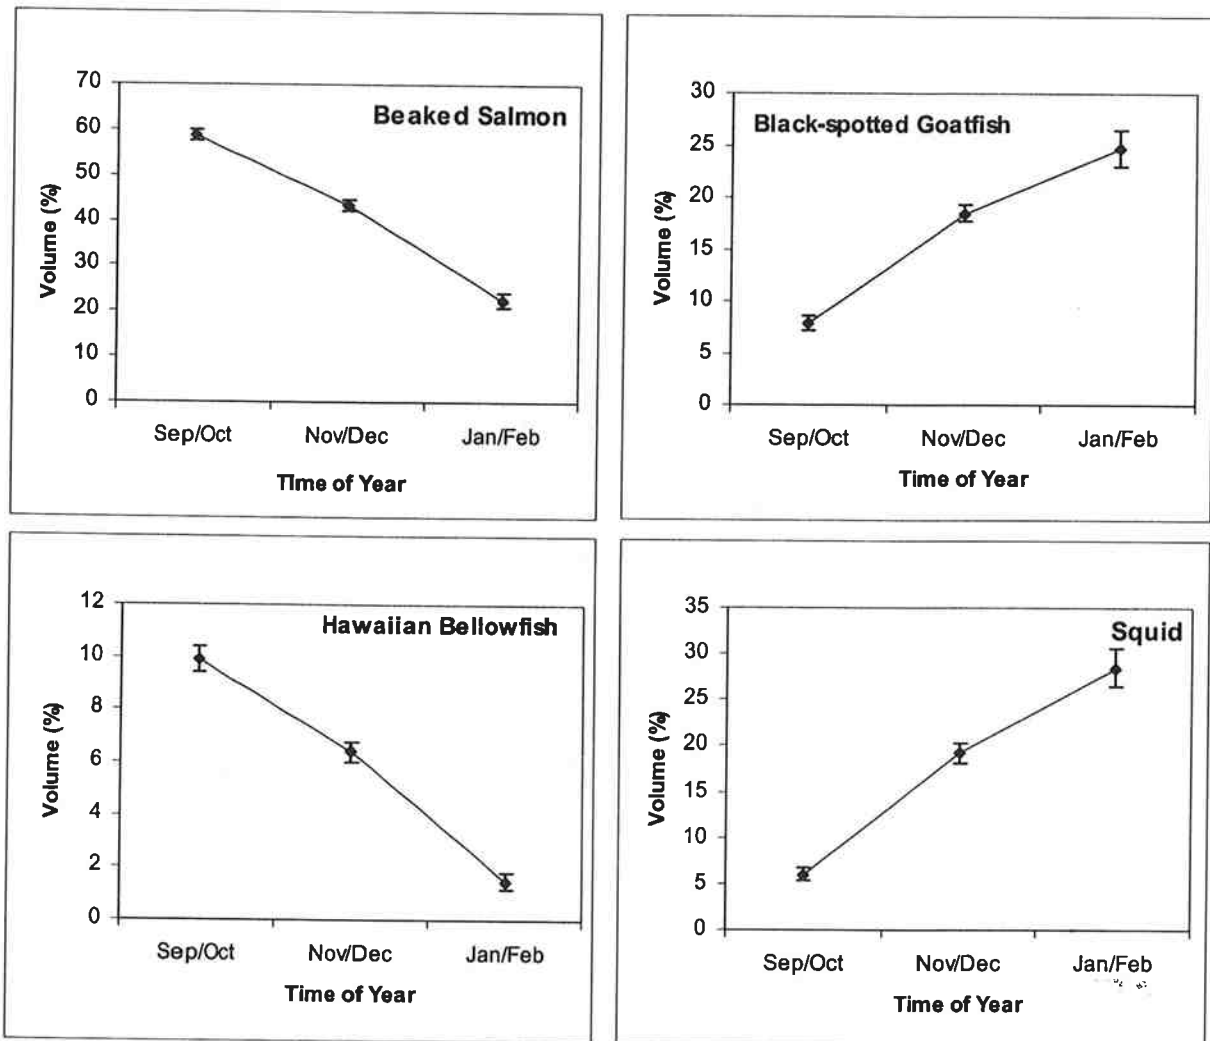 Beaked Salmon
70
60
50
40
30
20
10
0
Volume (%)
Sep/Oct Nov/Dec Jan/Feb
Time of Year
Black-spotted Goatfish
30
25
20
15
10
5
0
Volume (%)
Sep/Oct Nov/Dec Jan/Feb
Time of Year
Hawaiian Bellowfish
12
10
8
6
4
2
0
Volume (%)
Sep/Oct Nov/Dec Jan/Feb
Time of Year
Squid
35
30
25
20
15
10
5
0
Volume (%)
Sep/Oct Nov/Dec Jan/Feb
Time of Year